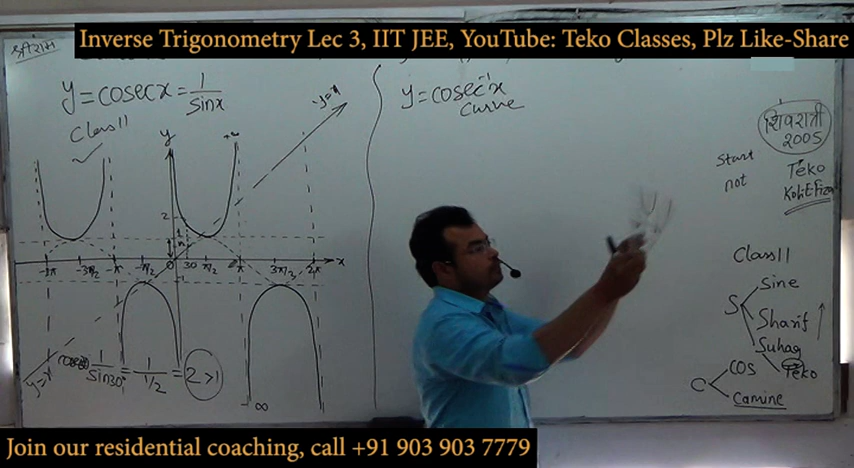 Inverse Trigonometry Lec 3, IIT JEE, YouTube: Teko Classes, Plz Like-Share
श्रीराम
y = cosecx = 1/sinx
class 11
y=x
y
+∞
2
1
-2π -3π/2 -π -π/2 0 30 π/2 π 3π/2 2π x
-1
y=x
1/sin30 = 1/1/2 = 2>1
-∞
y = cosec⁻¹x
curve
शिवरात्री
2005
Start
not
Teko
Class 11
S
Sine
Sharif
Suhag
Teko
C
cos
Camine
Join our residential coaching, call +91 903 903 7779